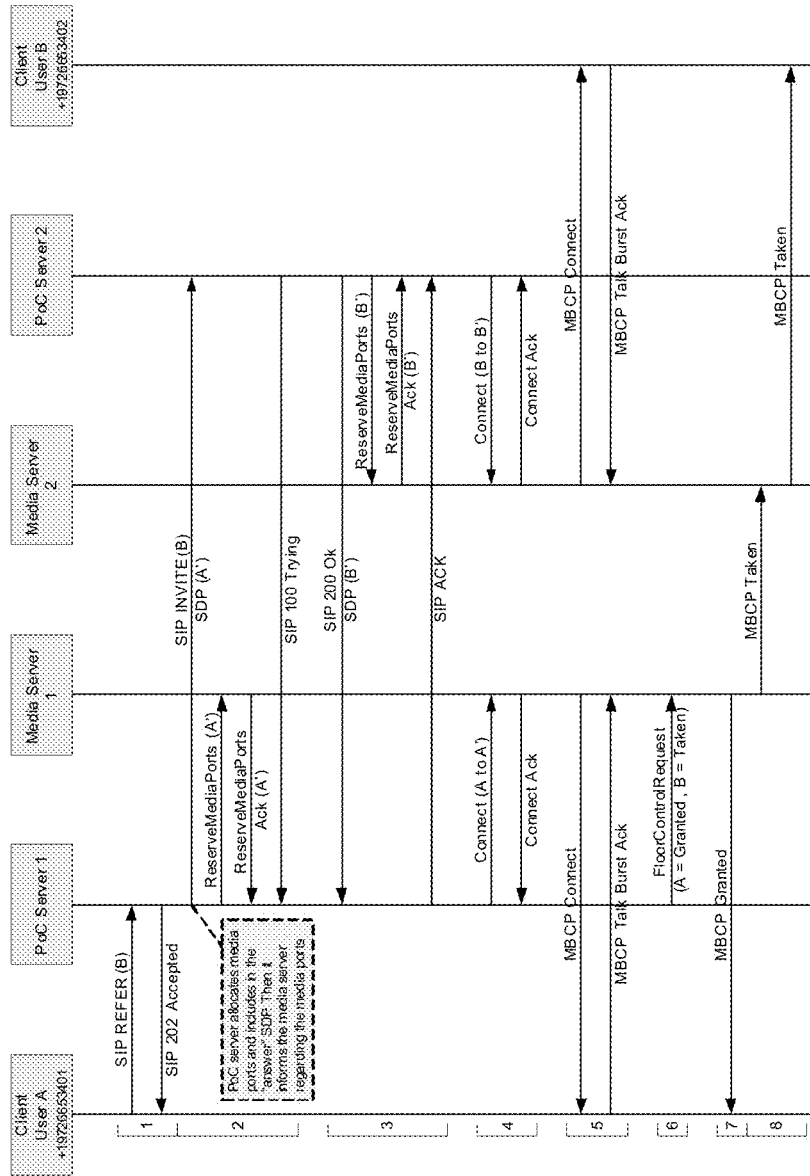 Client
User A
+19726653401
PoC Server 1
Media Server
1
Media Server
2
PoC Server 2
Client
User B
+19726653402
1
SIP REFER (B)
SIP 202 Accepted
2
SIP INVITE (B)
SDP (A')
PoC server allocates media
ports and includes in the
"answer" SDP. Then it
informs the media server
regarding the media ports
ReserveMediaPorts (A')
ReserveMediaPorts
Ack (A')
SIP 100 Trying
3
SIP 200 Ok
SDP (B')
ReserveMediaPorts (B')
ReserveMediaPorts
Ack (B')
SIP ACK
4
Connect (A to A')
Connect (B to B')
Connect Ack
Connect Ack
5
MBCP Connect
MBCP Connect
MBCP Talk Burst Ack
MBCP Talk Burst Ack
6
FloorControlRequest
(A = Granted , B = Taken)
7
MBCP Granted
8
MBCP Taken
MBCP Taken